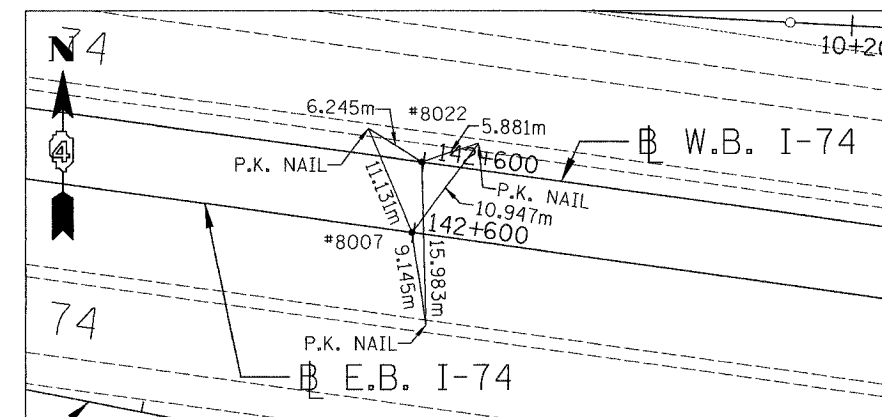 74
N
10+20
6.245m
#8022
5.881m
4
℄ W.B. I-74
P.K. NAIL
142+600
P.K. NAIL
11.131m
10.947m
142+600
#8007
9.145m
15.983m
74
P.K. NAIL
℄ E.B. I-74